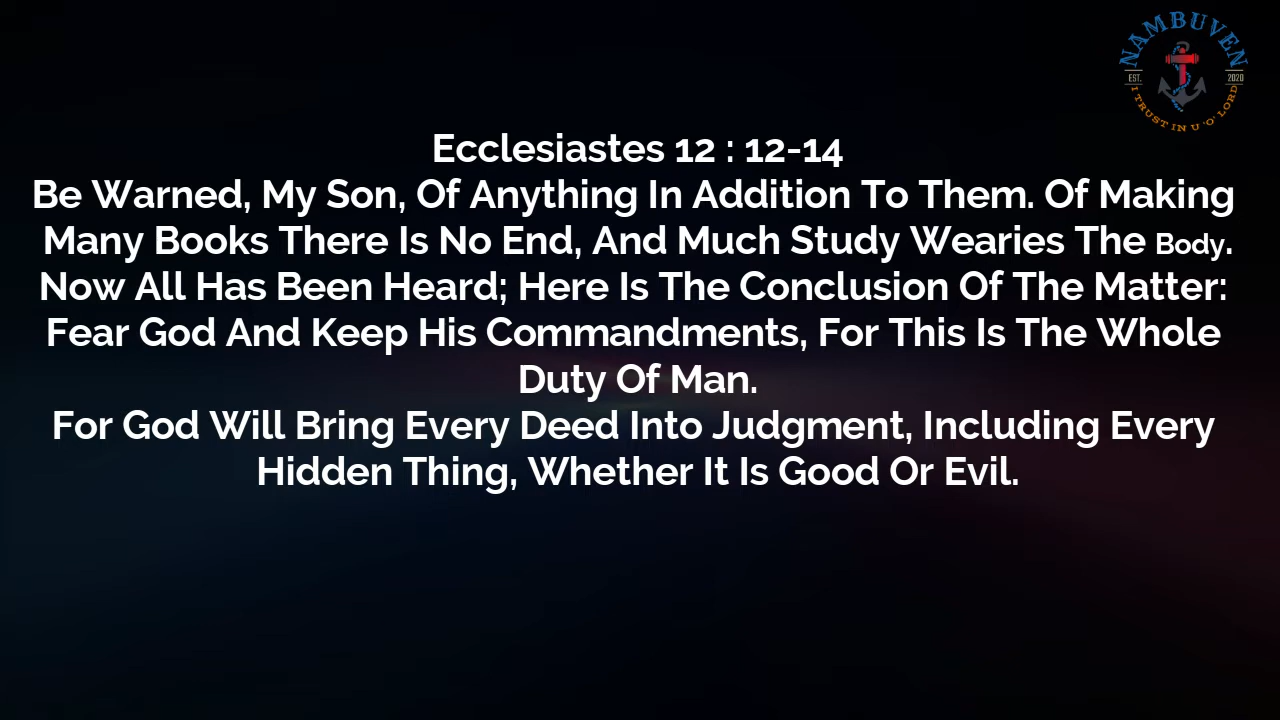 NAMBUVEN
EST. 2020
I TRUST IN U 'O' LORD
Ecclesiastes 12 : 12-14
Be Warned, My Son, Of Anything In Addition To Them. Of Making
Many Books There Is No End, And Much Study Wearies The Body.
Now All Has Been Heard; Here Is The Conclusion Of The Matter:
Fear God And Keep His Commandments, For This Is The Whole
Duty Of Man.
For God Will Bring Every Deed Into Judgment, Including Every
Hidden Thing, Whether It Is Good Or Evil.